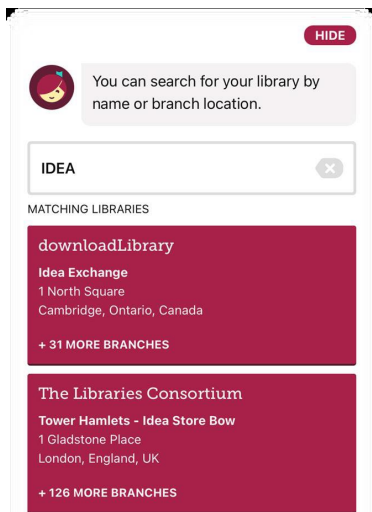 HIDE
You can search for your library by
name or branch location.
IDEA
MATCHING LIBRARIES
downloadLibrary
Idea Exchange
1 North Square
Cambridge, Ontario, Canada
+ 31 MORE BRANCHES
The Libraries Consortium
Tower Hamlets - Idea Store Bow
1 Gladstone Place
London, England, UK
+ 126 MORE BRANCHES